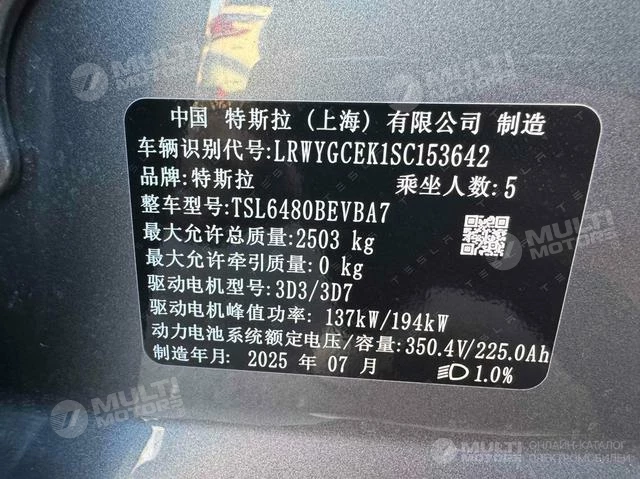 中国 特斯拉（上海）有限公司 制造
车辆识别代号:LRWYGCEK1SC153642
品牌:特斯拉 乘坐人数:5
整车型号:TSL6480BEVBA7
最大允许总质量:2503 kg
最大允许牵引质量:0 kg
驱动电机型号:3D3/3D7
驱动电机峰值功率: 137kW/194kW
动力电池系统额定电压/容量:350.4V/225.0Ah
制造年月: 2025 年 07 月 1.0%
MULTI MOTORS
MULTI MOTORS
MULTI MOTORS
MULTI MOTORS
MULTI MOTORS
ОНЛАЙН-КАТАЛОГ
ЭЛЕКТРОМОБИЛЕЙ